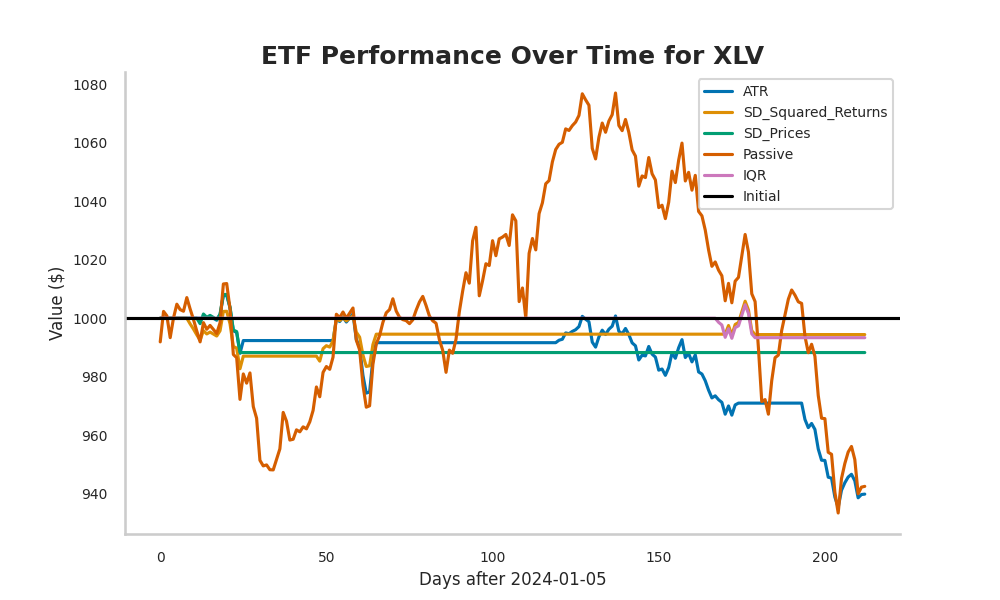 ETF Performance Over Time for XLV
1080
1060
1040
1020
1000
980
960
940
Value ($)
ATR
SD_Squared_Returns
SD_Prices
Passive
IQR
Initial
0 50 100 150 200
Days after 2024-01-05